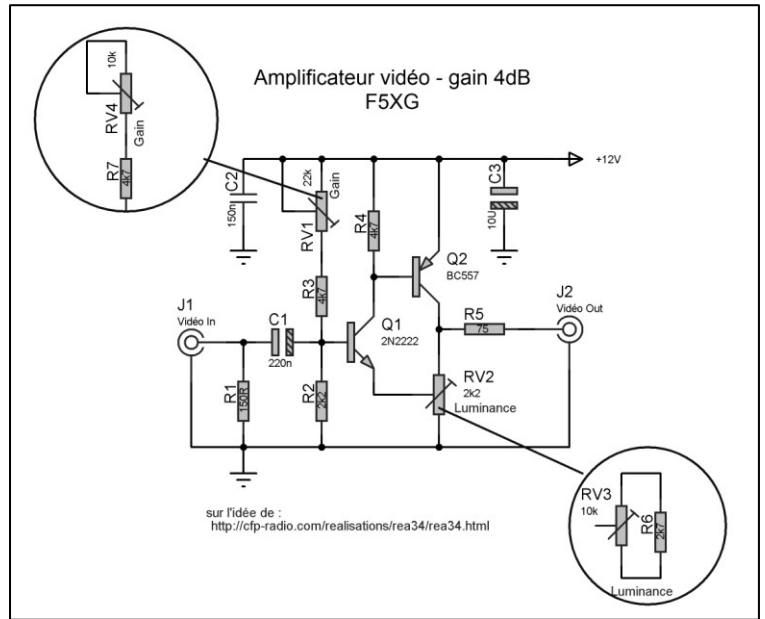 Amplificateur vidéo - gain 4dB
F5XG
10k
RV4
Gain
R7
4k7
C2
150n
22k
Gain
RV1
R4
4k7
C3
10U
+12V
R3
4k7
Q2
BC557
J1
Vidéo In
C1
220n
Q1
2N2222
R5
75
J2
Vidéo Out
R1
150R
R2
2k2
RV2
2k2
Luminance
RV3
10k
R6
2k7
Luminance
sur l'idée de :
http://cfp-radio.com/realisations/rea34/rea34.html